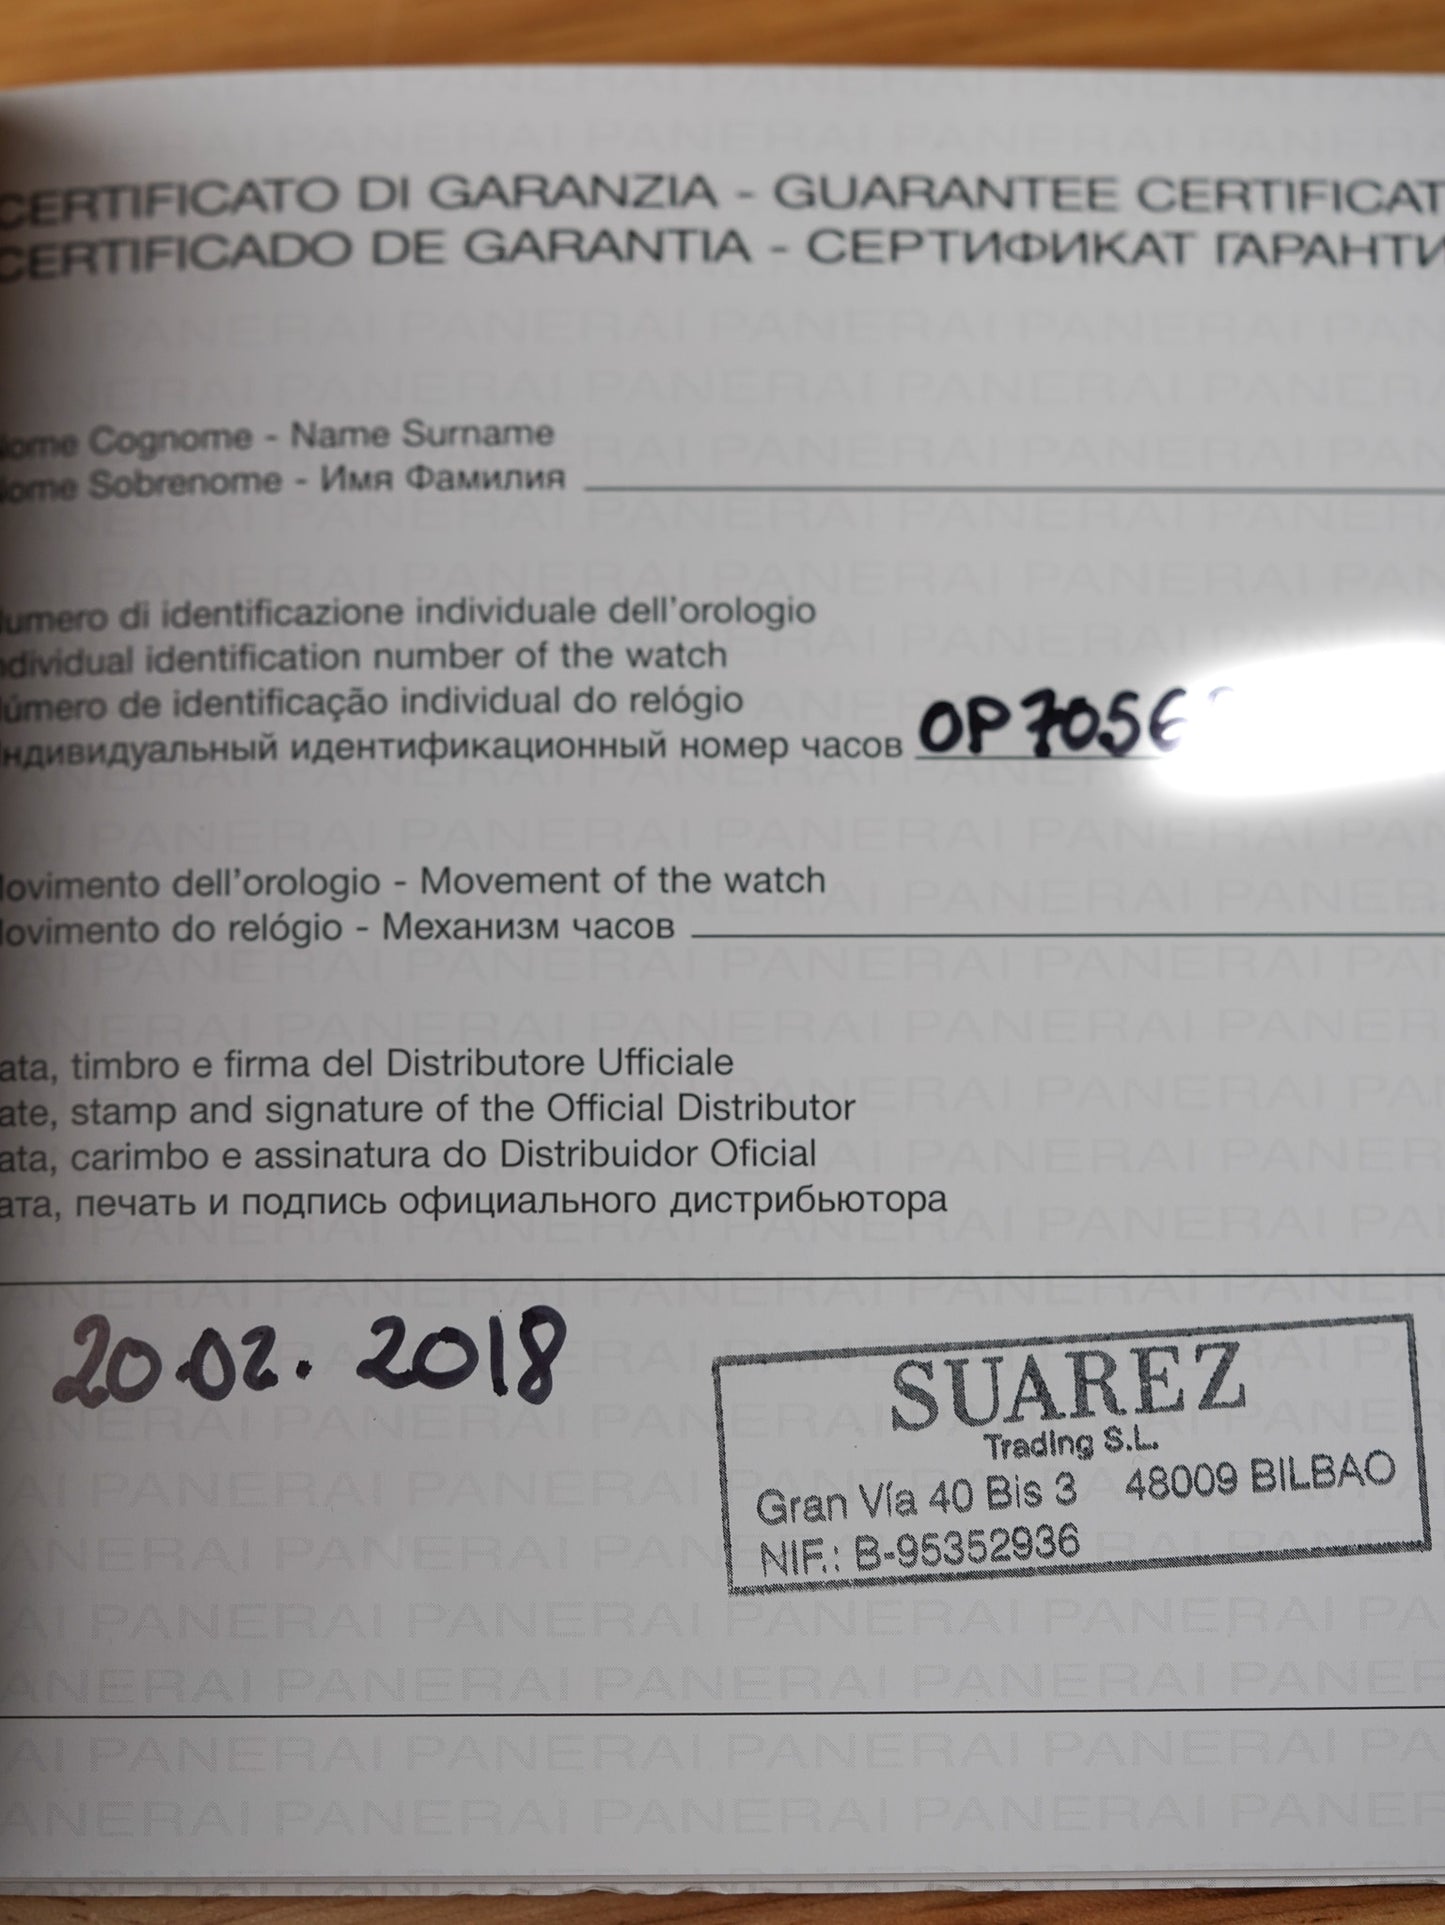 CERTIFICATO DI GARANZIA - GUARANTEE CERTIFICAT
CERTIFICADO DE GARANTIA - СЕРТИФИКАТ ГАРАНТИ
ome Cognome - Name Surname
ome Sobrenome - Имя Фамилия
umero di identificazione individuale dell'orologio
dividual identification number of the watch
úmero de identificação individual do relógio
ндивидуальный идентификационный номер часов OP7056
ovimento dell'orologio - Movement of the watch
ovimento do relógio - Механизм часов
ata, timbro e firma del Distributore Ufficiale
ate, stamp and signature of the Official Distributor
ata, carimbo e assinatura do Distribuidor Oficial
ата, печать и подпись официального дистрибьютора
20.02. 2018
SUAREZ
Trading S.L.
Gran Vía 40 Bis 3 48009 BILBAO
NIF.: B-95352936